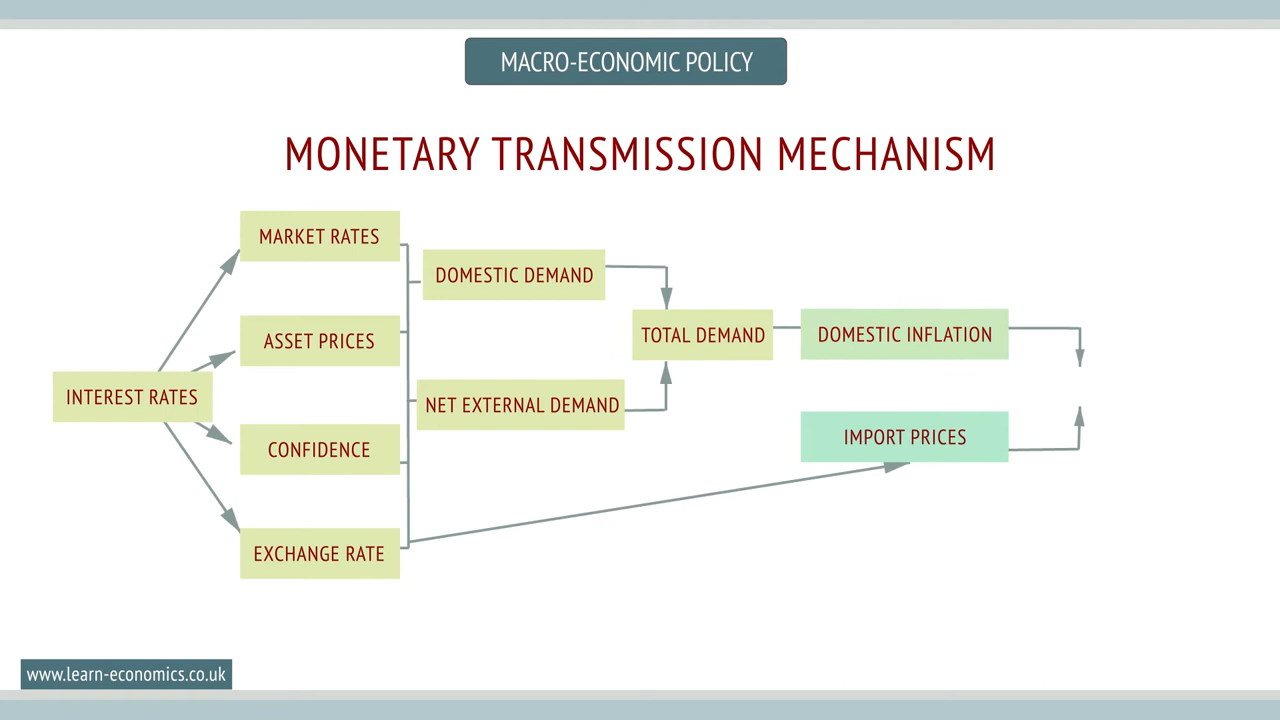 MACRO-ECONOMIC POLICY
MONETARY TRANSMISSION MECHANISM
MARKET RATES
DOMESTIC DEMAND
ASSET PRICES
TOTAL DEMAND
DOMESTIC INFLATION
INTEREST RATES
NET EXTERNAL DEMAND
CONFIDENCE
IMPORT PRICES
EXCHANGE RATE
www.learn-economics.co.uk